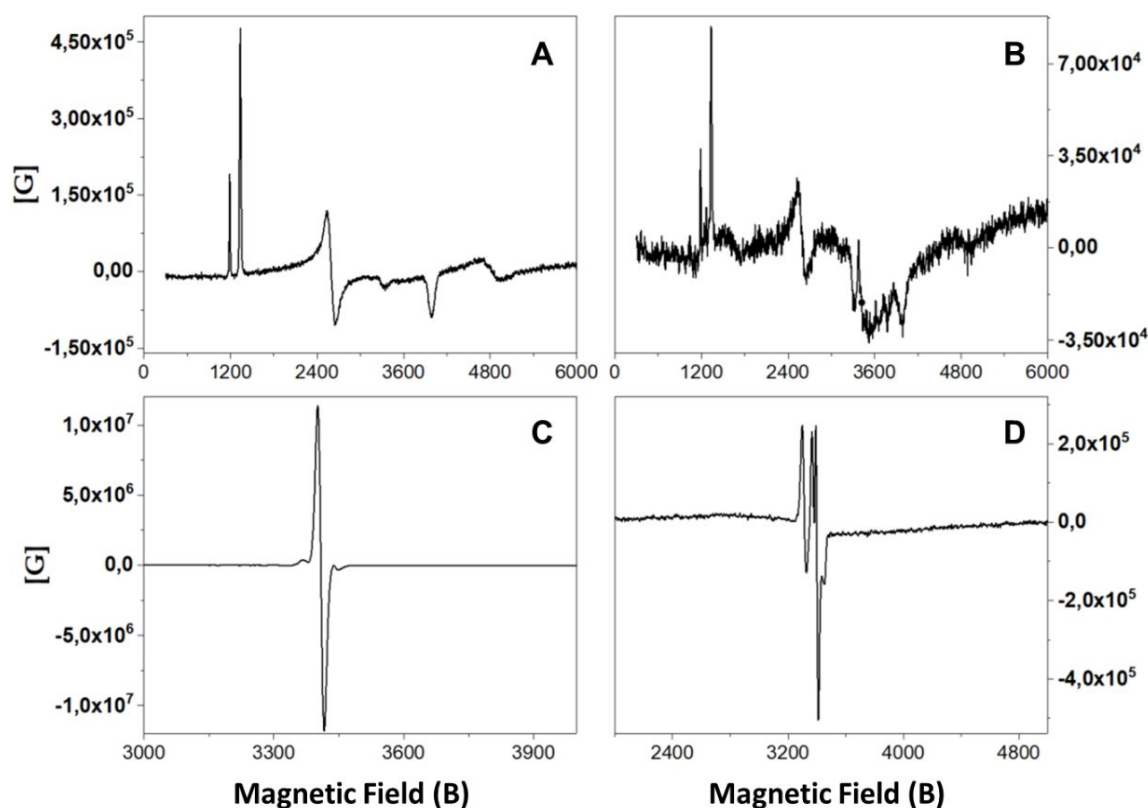 A
4,50x10⁵
3,00x10⁵
1,50x10⁵
0,00
-1,50x10⁵
[G]
0 1200 2400 3600 4800 6000
B
7,00x10⁴
3,50x10⁴
0,00
-3,50x10⁴
0 1200 2400 3600 4800 6000
C
1,0x10⁷
5,0x10⁶
0,0
-5,0x10⁶
-1,0x10⁷
[G]
3000 3300 3600 3900
Magnetic Field (B)
D
2,0x10⁵
0,0
-2,0x10⁵
-4,0x10⁵
2400 3200 4000 4800
Magnetic Field (B)